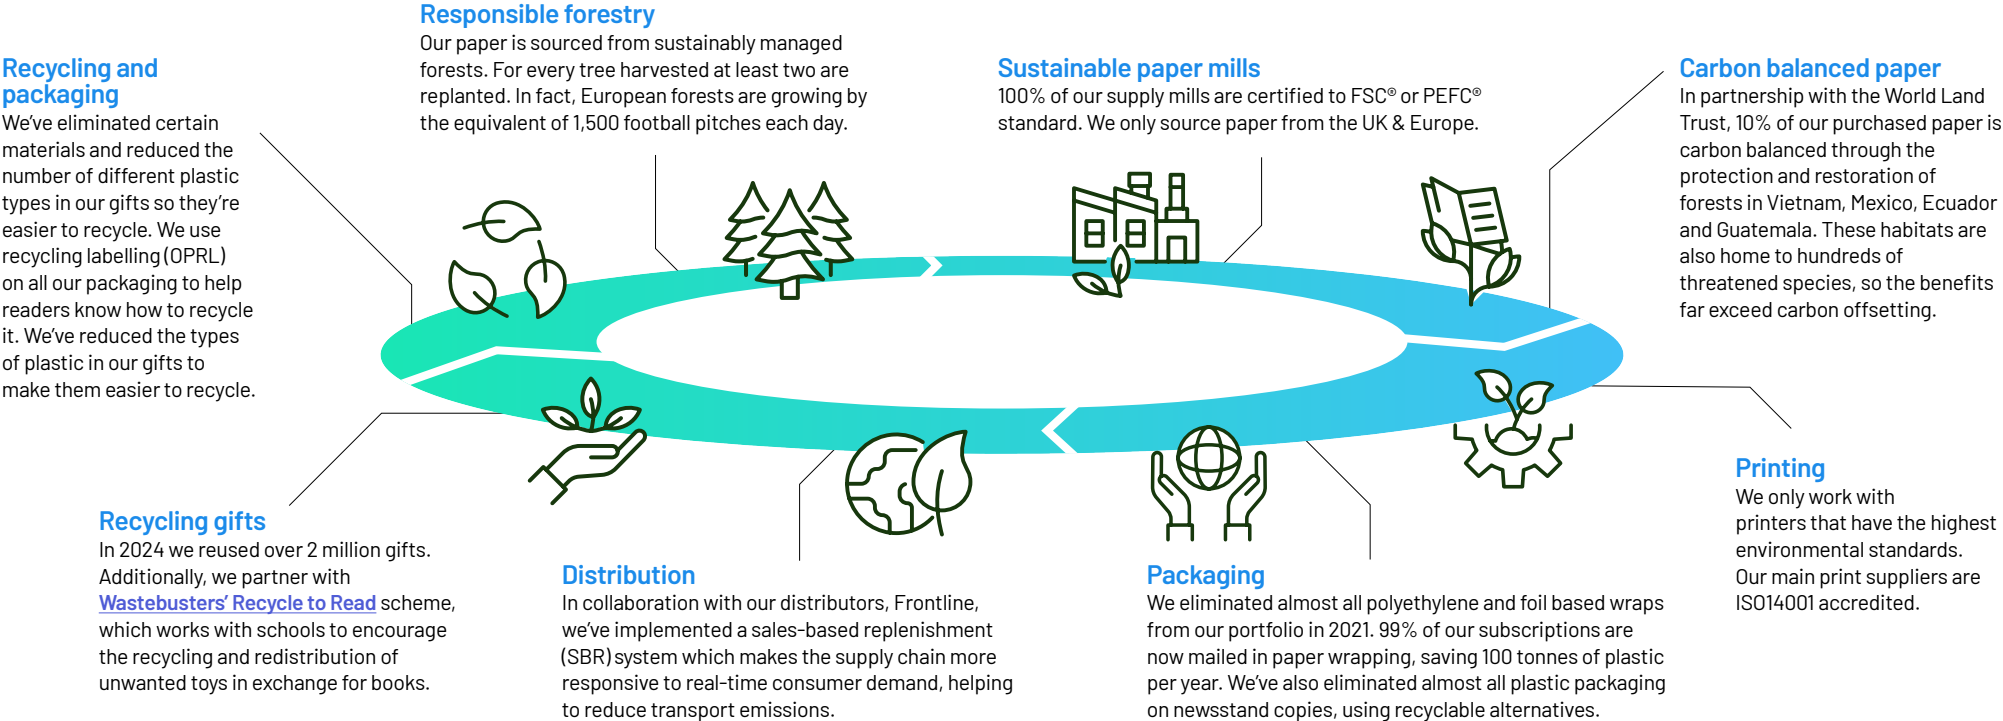 Responsible forestry
Our paper is sourced from sustainably managed
forests. For every tree harvested at least two are
replanted. In fact, European forests are growing by
the equivalent of 1,500 football pitches each day.
Sustainable paper mills
100% of our supply mills are certified to FSC® or PEFC®
standard. We only source paper from the UK & Europe.
Carbon balanced paper
In partnership with the World Land
Trust, 10% of our purchased paper is
carbon balanced through the
protection and restoration of
forests in Vietnam, Mexico, Ecuador
and Guatemala. These habitats are
also home to hundreds of
threatened species, so the benefits
far exceed carbon offsetting.
Printing
We only work with
printers that have the highest
environmental standards.
Our main print suppliers are
ISO14001 accredited.
Packaging
We eliminated almost all polyethylene and foil based wraps
from our portfolio in 2021. 99% of our subscriptions are
now mailed in paper wrapping, saving 100 tonnes of plastic
per year. We've also eliminated almost all plastic packaging
on newsstand copies, using recyclable alternatives.
Distribution
In collaboration with our distributors, Frontline,
we've implemented a sales-based replenishment
(SBR) system which makes the supply chain more
responsive to real-time consumer demand, helping
to reduce transport emissions.
Recycling gifts
In 2024 we reused over 2 million gifts.
Additionally, we partner with
Wastebusters' Recycle to Read scheme,
which works with schools to encourage
the recycling and redistribution of
unwanted toys in exchange for books.
Recycling and
packaging
We've eliminated certain
materials and reduced the
number of different plastic
types in our gifts so they're
easier to recycle. We use
recycling labelling (OPRL)
on all our packaging to help
readers know how to recycle
it. We've reduced the types
of plastic in our gifts to
make them easier to recycle.